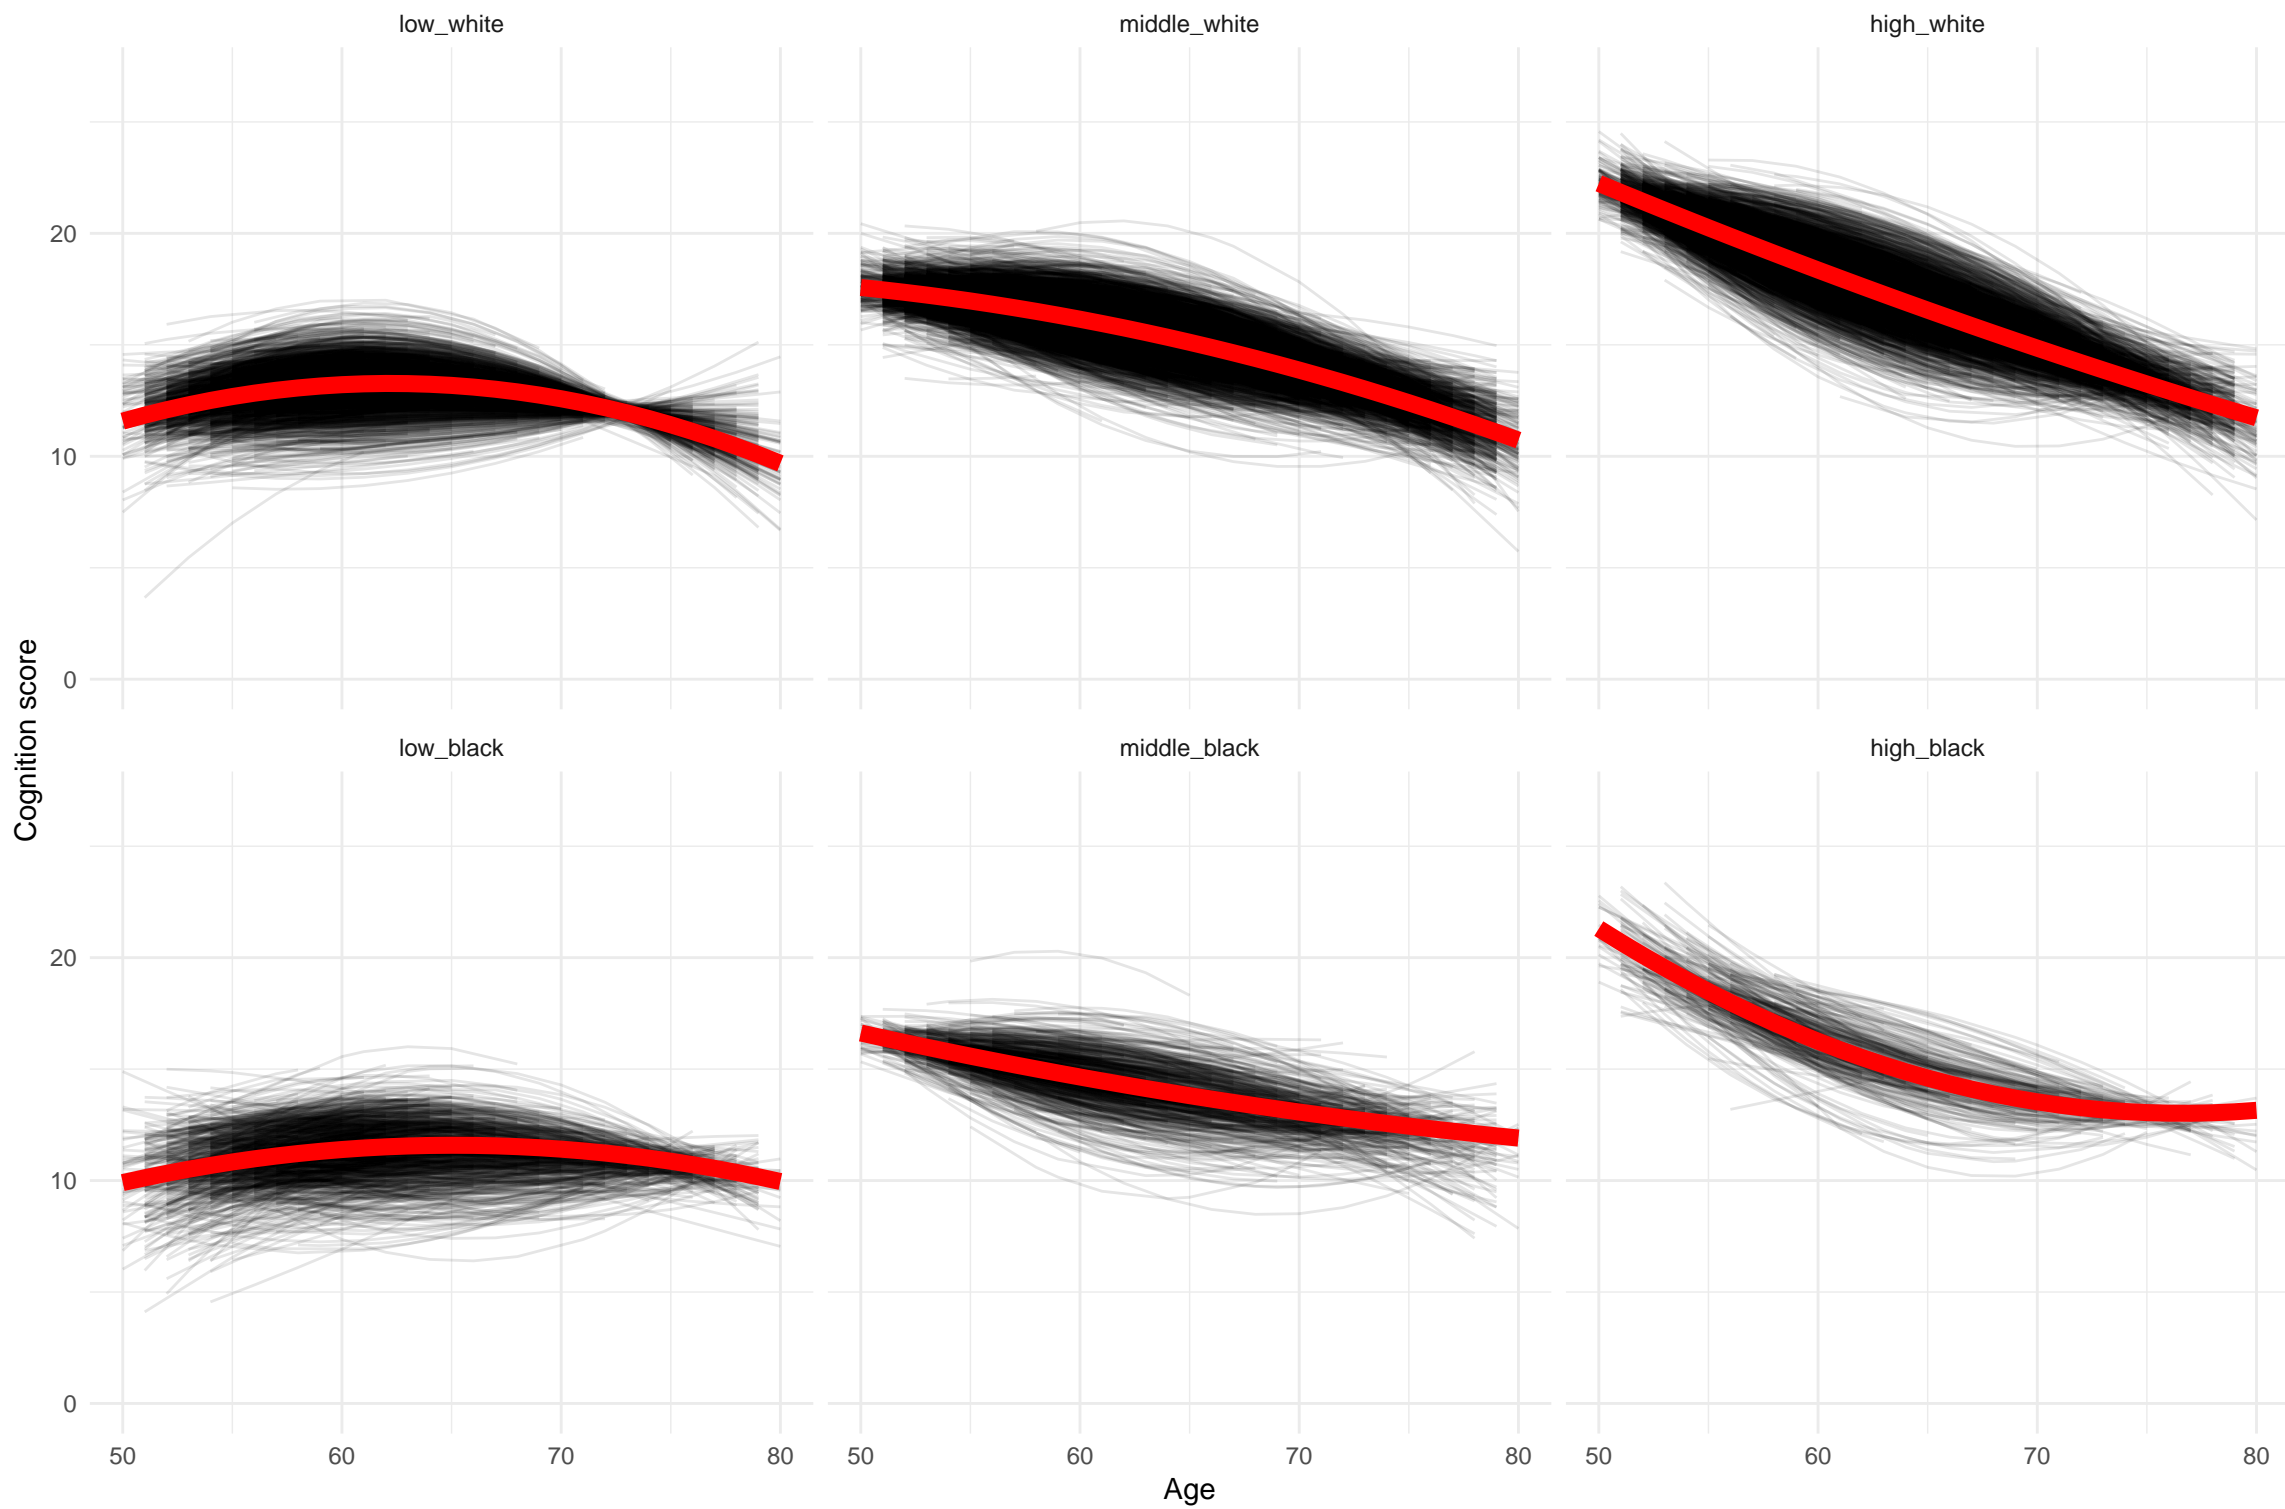 low_white middle_white high_white
20
10
0
Cognition score
low_black middle_black high_black
20
10
0
50 60 70 80 50 60 70 80 50 60 70 80
Age